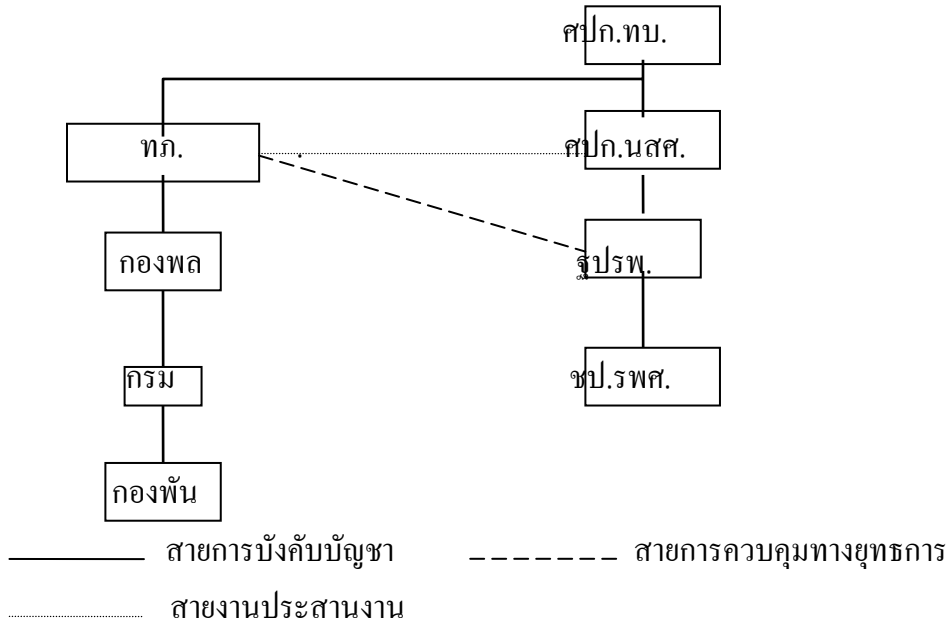 ศปก.ทบ.
ทภ. ศปก.นสศ.
กองพล ฐปรพ.
กรม ชป.รพศ.
กองพัน
สายการบังคับบัญชา สายการควบคุมทางยุทธการ
สายงานประสานงาน